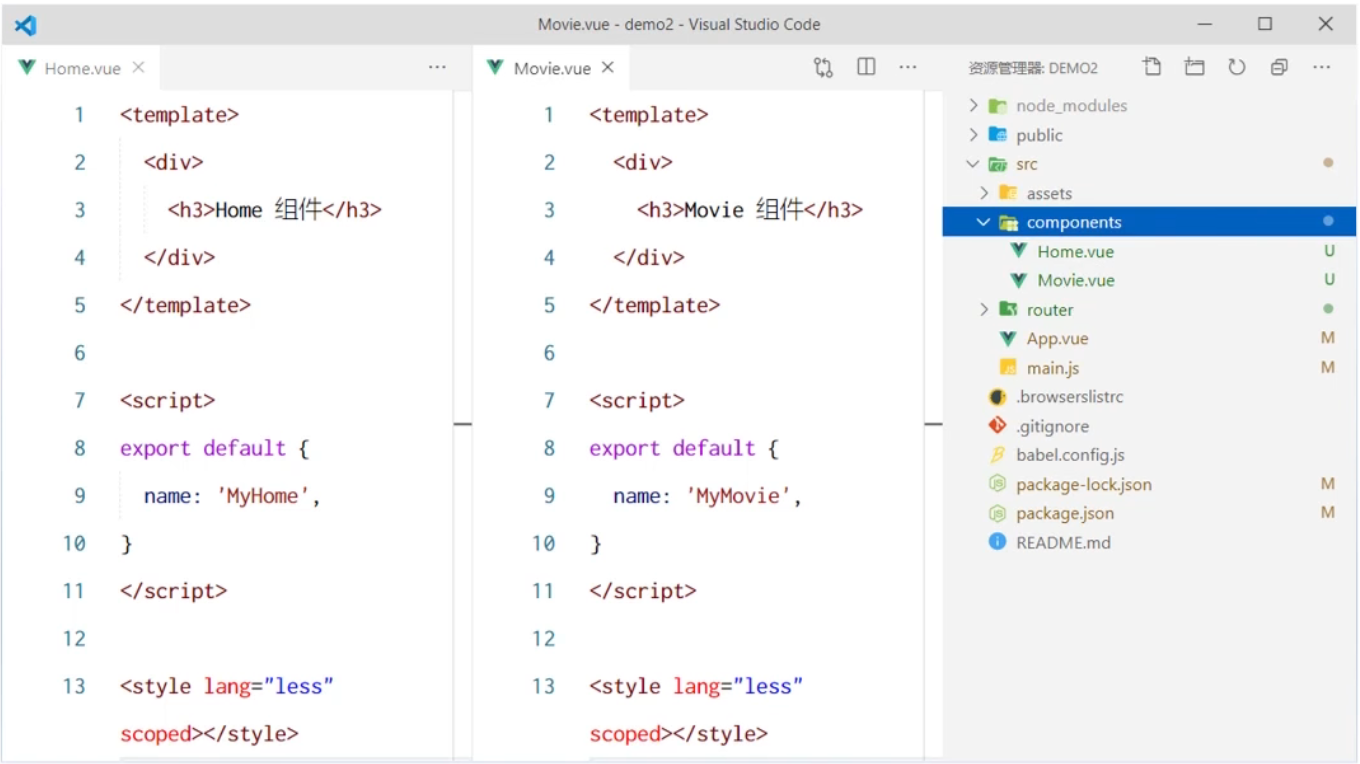 Movie.vue - demo2 - Visual Studio Code
Home.vue
1 <template>
2 <div>
3 <h3>Home 组件</h3>
4 </div>
5 </template>
6
7 <script>
8 export default {
9 name: 'MyHome',
10 }
11 </script>
12
13 <style lang="less"
scoped></style>
Movie.vue
1 <template>
2 <div>
3 <h3>Movie 组件</h3>
4 </div>
5 </template>
6
7 <script>
8 export default {
9 name: 'MyMovie',
10 }
11 </script>
12
13 <style lang="less"
scoped></style>
资源管理器: DEMO2
node_modules
public
src
assets
components
Home.vue U
Movie.vue U
router
App.vue M
JS main.js M
.browserslistrc
.gitignore
babel.config.js
package-lock.json M
package.json M
README.md